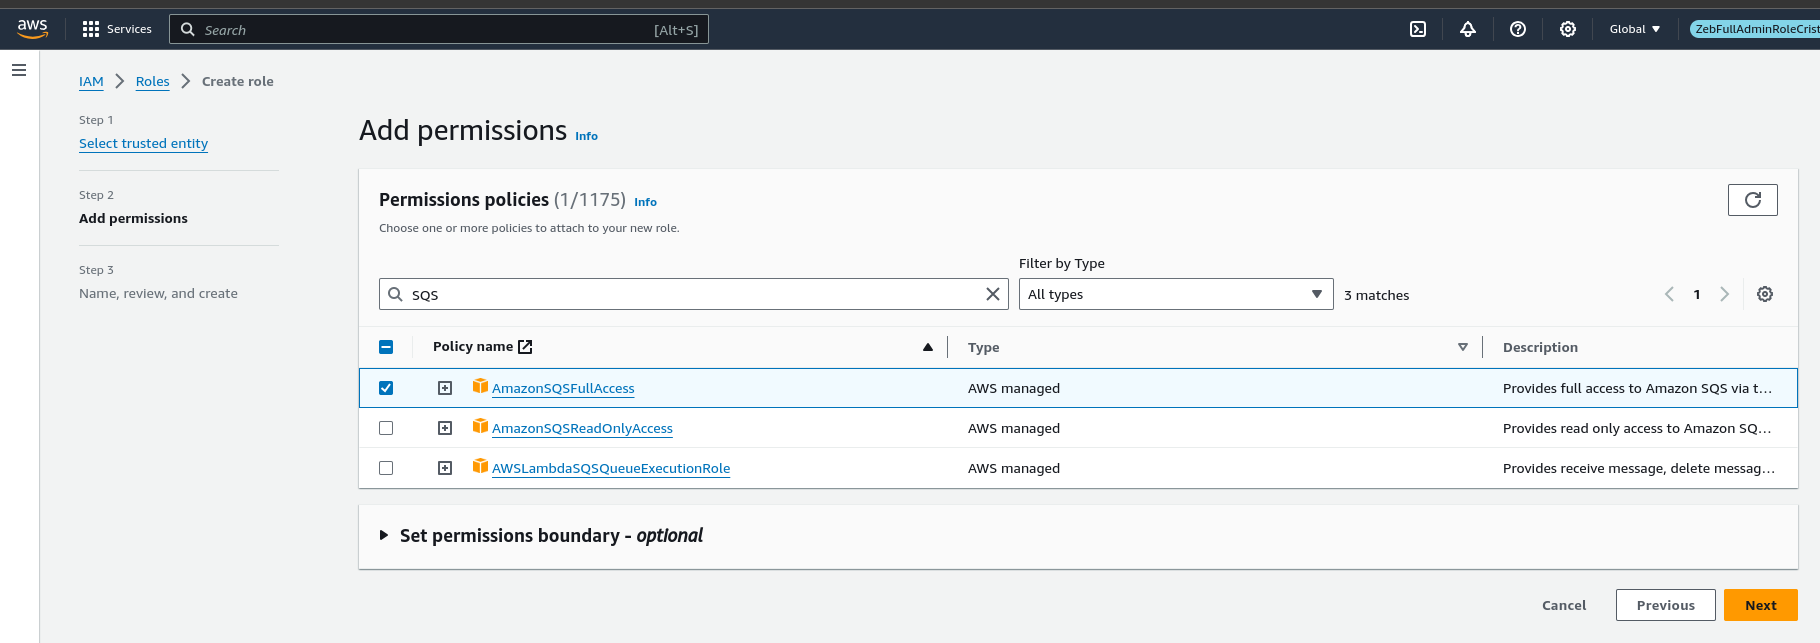 aws
Services
Search
[Alt+S]
Global
ZebFullAdminRoleCrist
IAM
Roles
Create role
Step 1
Select trusted entity
Step 2
Add permissions
Step 3
Name, review, and create
Add permissions Info
Permissions policies (1/1175) Info
Choose one or more policies to attach to your new role.
Filter by Type
SQS
All types
3 matches
1
Policy name
Type
Description
AmazonSQSFullAccess
AWS managed
Provides full access to Amazon SQS via t...
AmazonSQSReadOnlyAccess
AWS managed
Provides read only access to Amazon SQ...
AWSLambdaSQSQueueExecutionRole
AWS managed
Provides receive message, delete messag...
Set permissions boundary - optional
Cancel
Previous
Next